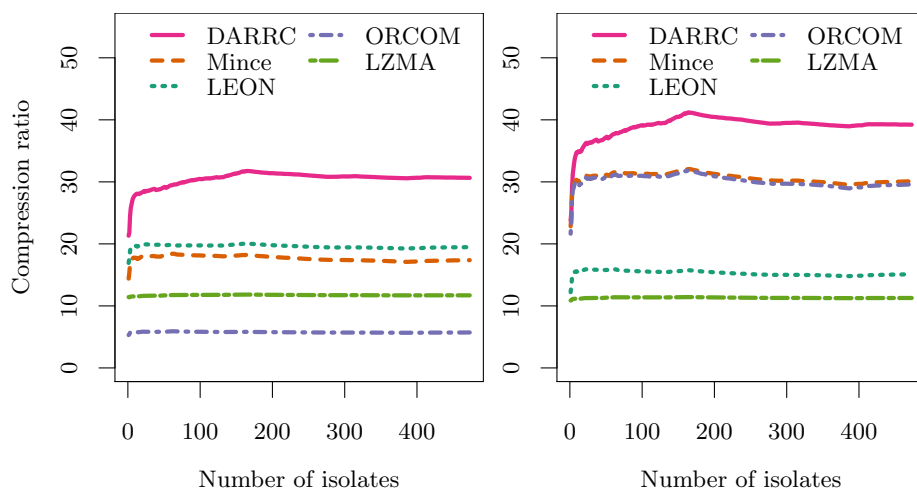 DARRC
Mince
LEON
ORCOM
LZMA
Compression ratio
0
10
20
30
40
50
0
100
200
300
400
Number of isolates
DARRC
Mince
LEON
ORCOM
LZMA
0
10
20
30
40
50
0
100
200
300
400
Number of isolates